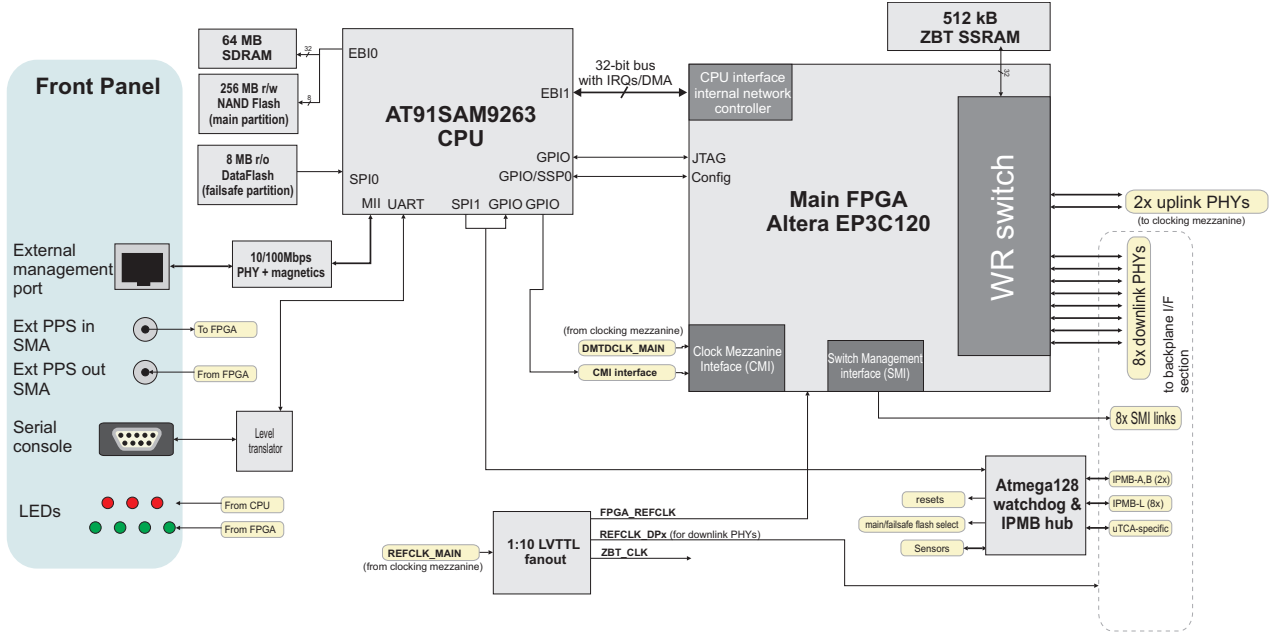 512 kB
ZBT SSRAM
32
64 MB
SDRAM
32
256 MB r/w
NAND Flash
(main partition)
8
8 MB r/o
DataFlash
(failsafe partition)
EBI0
EBI1
AT91SAM9263
CPU
GPIO
GPIO/SSP0
SPI0
MII UART
SPI1 GPIO GPIO
32-bit bus
with IRQs/DMA
CPU interface
internal network
controller
JTAG
Config
Main FPGA
Altera EP3C120
WR switch
2x uplink PHYs
(to clocking mezzanine)
8x downlink PHYs
to backplane I/F
section
Front Panel
External
management
port
10/100Mbps
PHY + magnetics
Ext PPS in
SMA
To FPGA
Ext PPS out
SMA
From FPGA
Serial
console
Level
translator
LEDs
From CPU
From FPGA
(from clocking mezzanine)
DMTDCLK_MAIN
CMI interface
Clock Mezzanine
Inteface (CMI)
Switch Management
interface (SMI)
8x SMI links
Atmega128
watchdog &
IPMB hub
IPMB-A,B (2x)
IPMB-L (8x)
uTCA-specific
resets
main/failsafe flash select
Sensors
REFCLK_MAIN
(from clocking mezzanine)
1:10 LVTTL
fanout
FPGA_REFCLK
REFCLK_DPx (for downlink PHYs)
ZBT_CLK